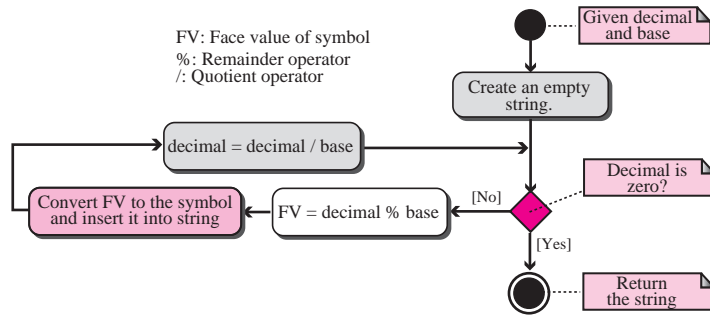 Given decimal
and base
FV: Face value of symbol
%: Remainder operator
/: Quotient operator
Create an empty
string.
decimal = decimal / base
Decimal is
zero?
[No]
Convert FV to the symbol
and insert it into string
FV = decimal % base
[Yes]
Return
the string